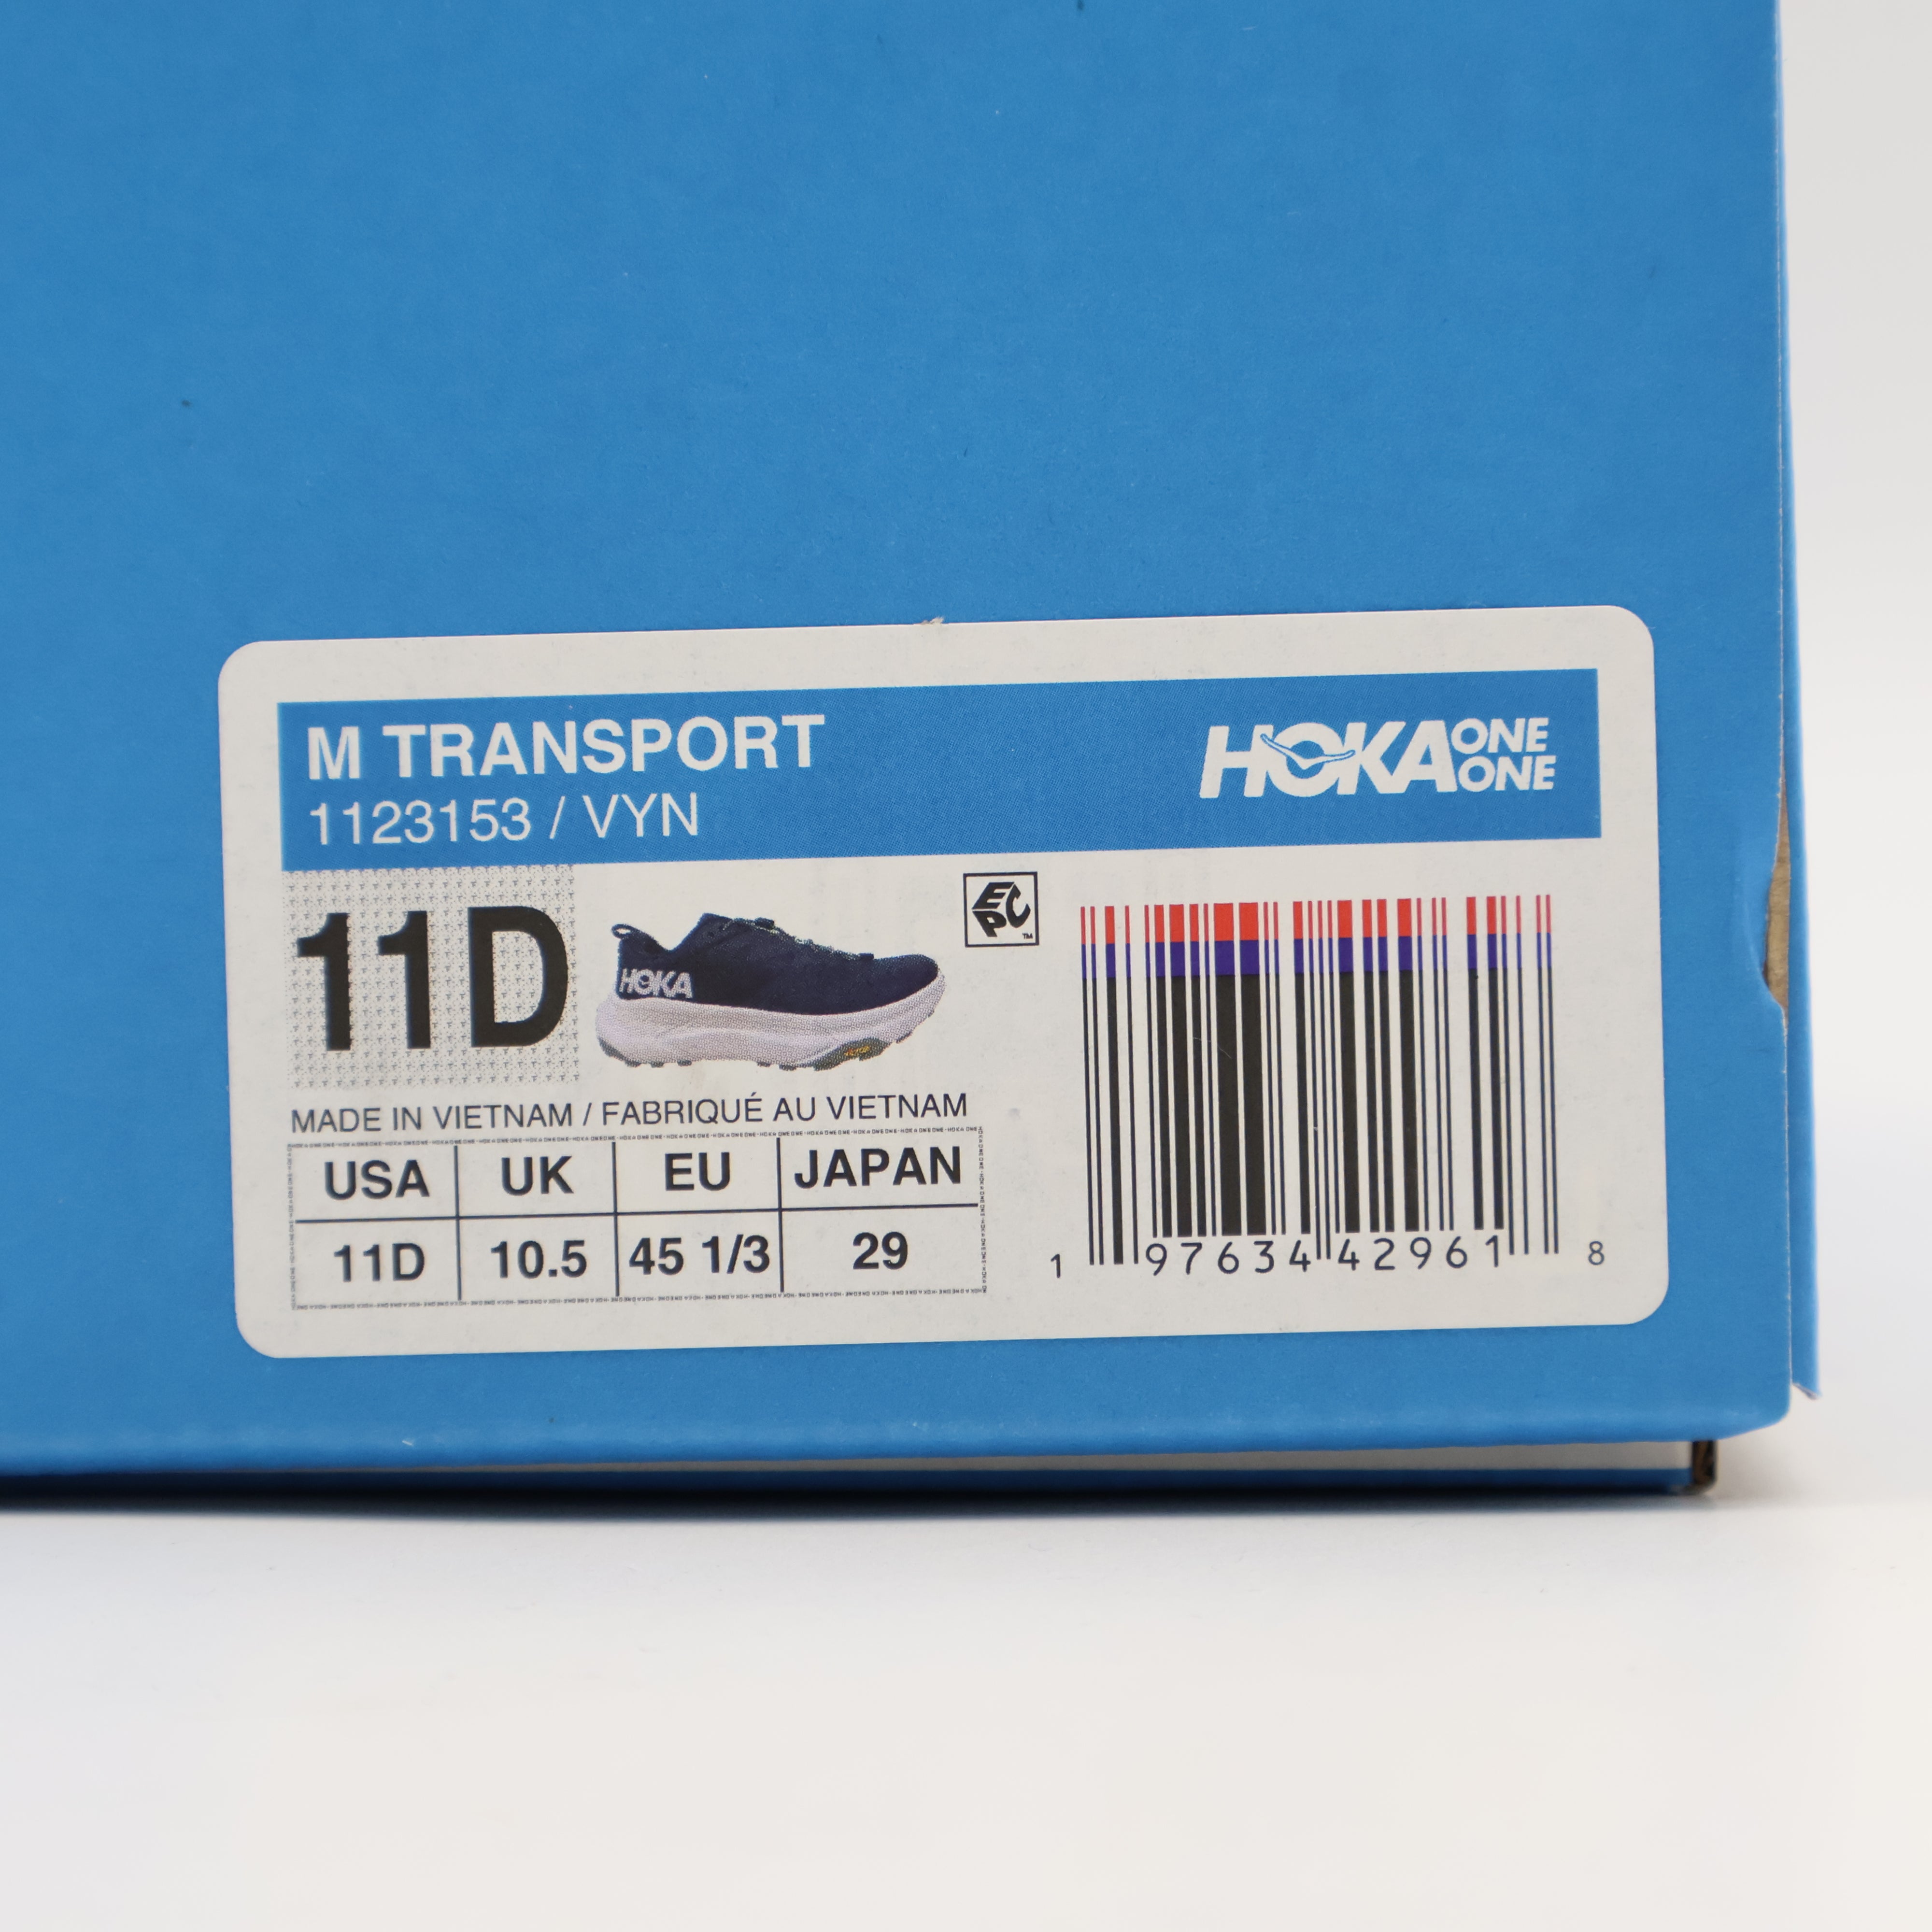 M TRANSPORT
1123153 / VYN
HOKA ONE ONE
11D
HOKA
EPC™
MADE IN VIETNAM / FABRIQUÉ AU VIETNAM
USA UK EU JAPAN
11D 10.5 45 1/3 29
1 97634 42961 8